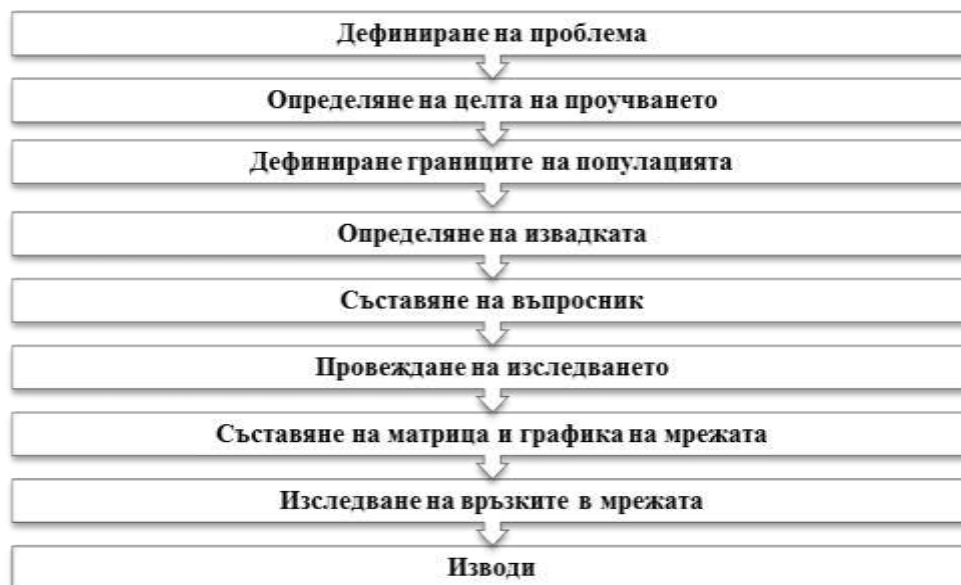 Дефиниране на проблема
Определяне на целта на проучването
Дефиниране границите на популацията
Определяне на извадката
Съставяне на въпросник
Провеждане на изследването
Съставяне на матрица и графика на мрежата
Изследване на връзките в мрежата
Изводи